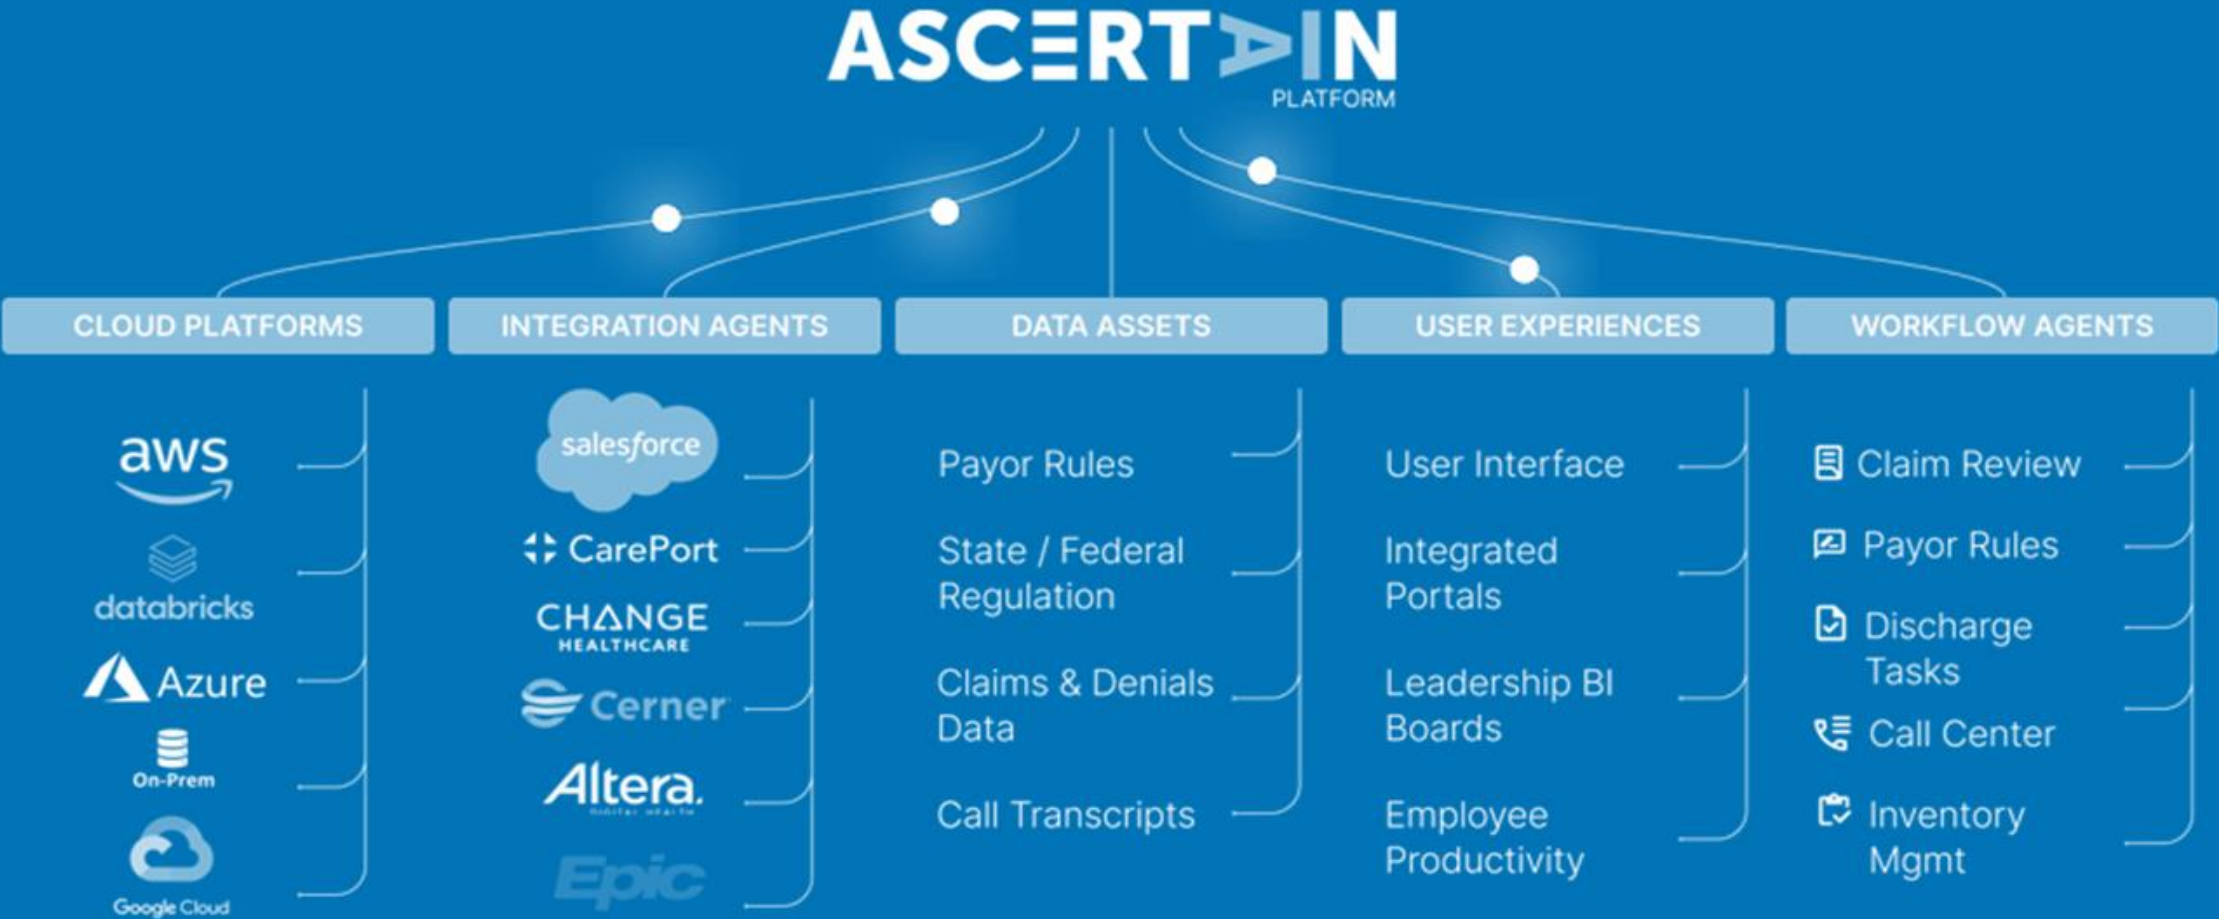 ASCERTAIN
PLATFORM
CLOUD PLATFORMS
aws
databricks
Azure
On-Prem
Google Cloud
INTEGRATION AGENTS
salesforce
CarePort
CHANGE
HEALTHCARE
Cerner
Altera.
DIGITAL HEALTH
Epic
DATA ASSETS
Payor Rules
State / Federal
Regulation
Claims & Denials
Data
Call Transcripts
USER EXPERIENCES
User Interface
Integrated
Portals
Leadership BI
Boards
Employee
Productivity
WORKFLOW AGENTS
Claim Review
Payor Rules
Discharge
Tasks
Call Center
Inventory
Mgmt